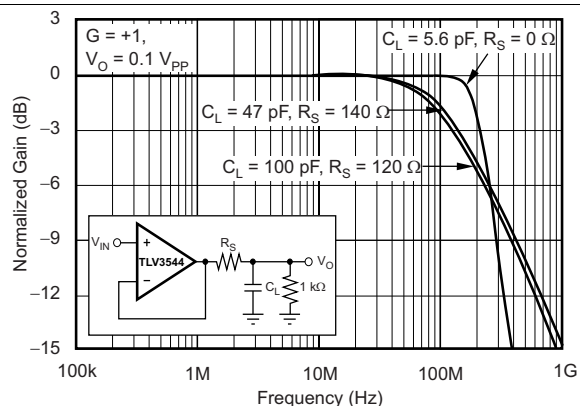 3
0
−3
−6
−9
−12
−15
Normalized Gain (dB)
G = +1,
V_O = 0.1 V_PP
C_L = 5.6 pF, R_S = 0 Ω
C_L = 47 pF, R_S = 140 Ω
C_L = 100 pF, R_S = 120 Ω
V_IN
+
−
TLV3544
R_S
V_O
C_L
1 kΩ
100k
1M
10M
100M
1G
Frequency (Hz)